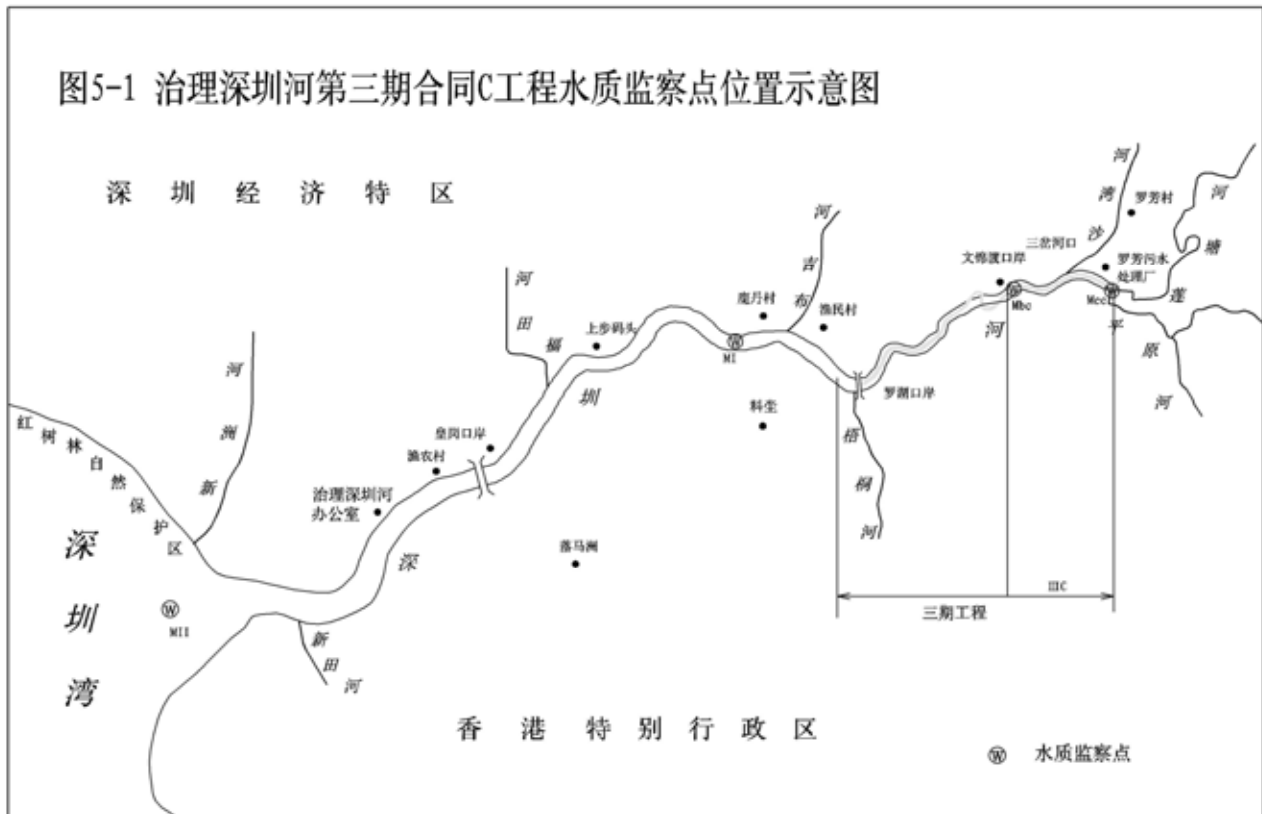 图5-1 治理深圳河第三期合同C工程水质监察点位置示意图
深圳经济特区
河湾沙
罗芳村
河塘莲
三岔河口
文锦渡口岸
罗芳污水
处理厂
Mbc
Mcc
平原河
河吉布
鹿丹村
渔民村
MI
河田福
上步码头
罗湖口岸
河
圳
深
料壆
梧桐河
河洲新
皇岗口岸
渔农村
治理深圳河
办公室
红树林自然保护区
落马洲
深圳湾
MII
新田河
IIIC
三期工程
香港特别行政区
W 水质监察点